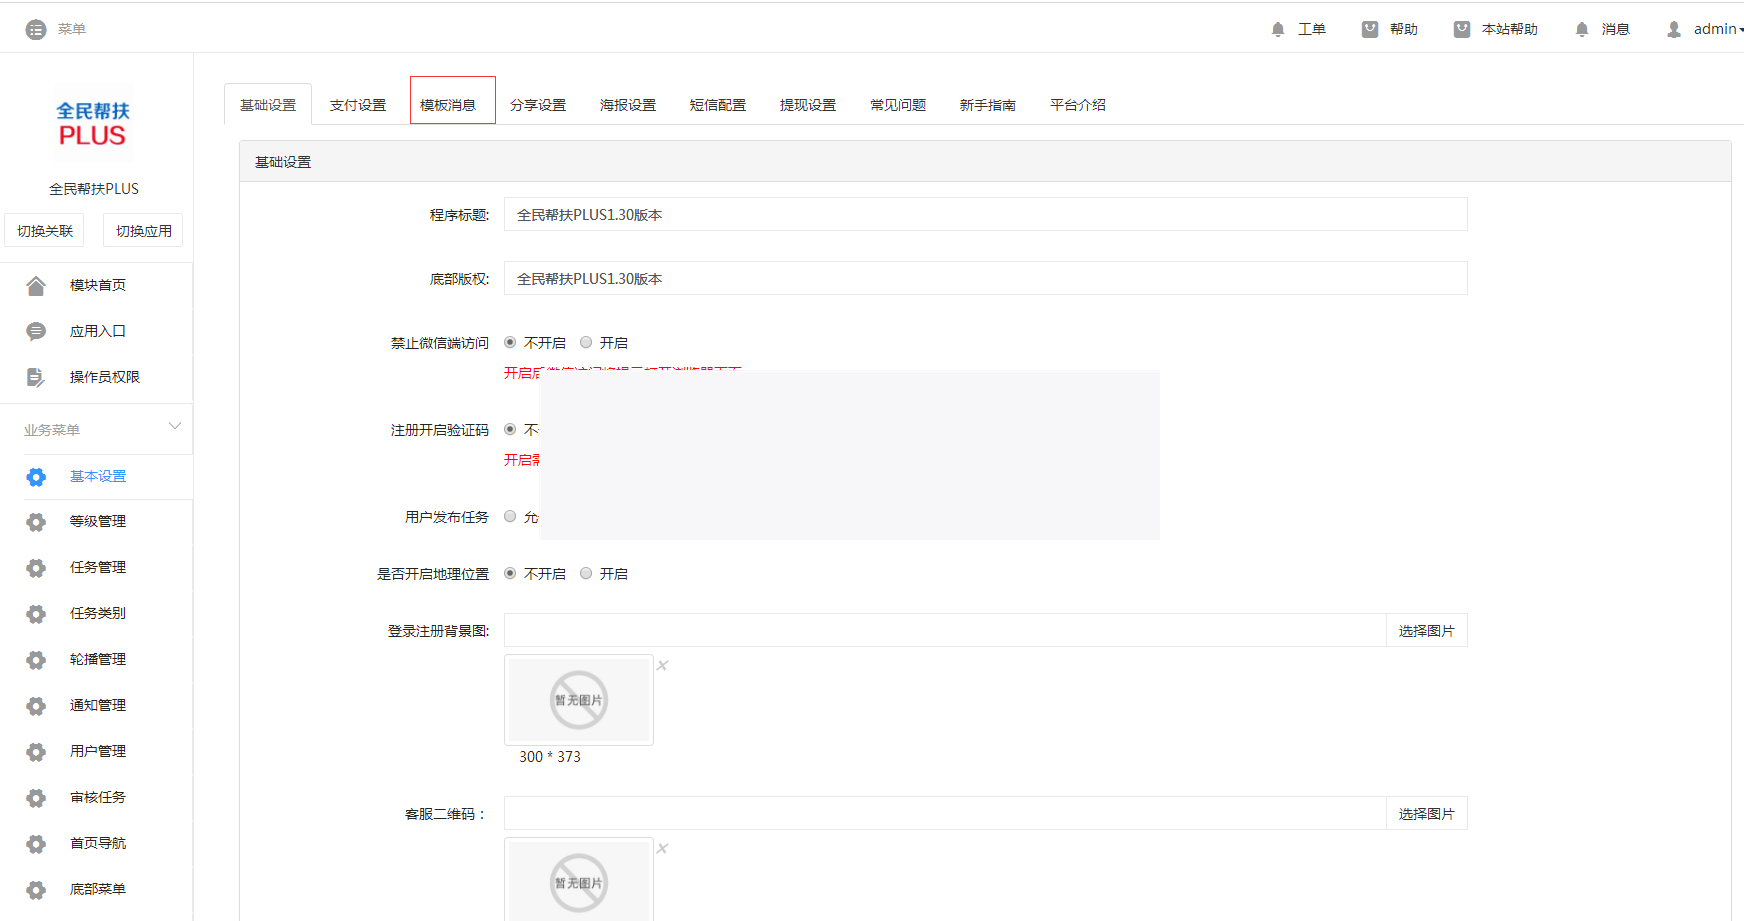 菜单
工单
帮助
本站帮助
消息
admin
全民帮扶
PLUS
全民帮扶PLUS
切换关联
切换应用
模块首页
应用入口
操作员权限
业务菜单
基本设置
等级管理
任务管理
任务类别
轮播管理
通知管理
用户管理
审核任务
首页导航
底部菜单
基础设置
支付设置
模板消息
分享设置
海报设置
短信配置
提现设置
常见问题
新手指南
平台介绍
基础设置
程序标题:
全民帮扶PLUS1.30版本
底部版权:
全民帮扶PLUS1.30版本
禁止微信端访问
不开启
开启
开启后
注册开启验证码
不
开启需
用户发布任务
允
是否开启地理位置
不开启
开启
登录注册背景图:
选择图片
暂无图片
300 * 373
客服二维码：
选择图片
暂无图片